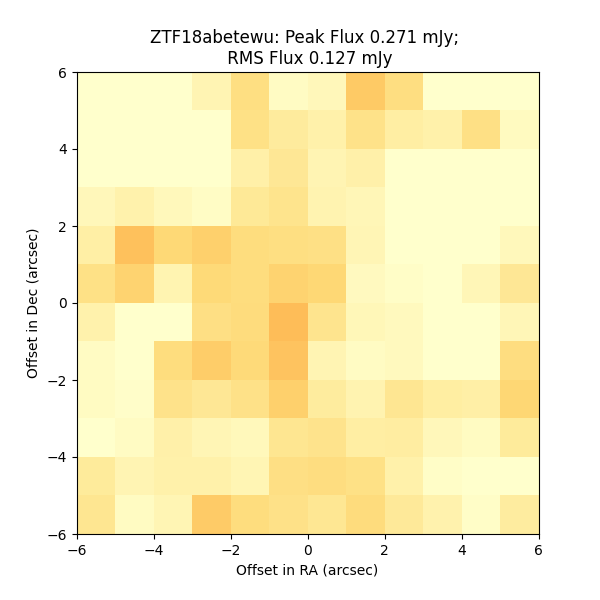 ZTF18abetewu: Peak Flux 0.271 mJy;
RMS Flux 0.127 mJy
6
4
2
0
−2
−4
−6
Offset in Dec (arcsec)
−6 −4 −2 0 2 4 6
Offset in RA (arcsec)